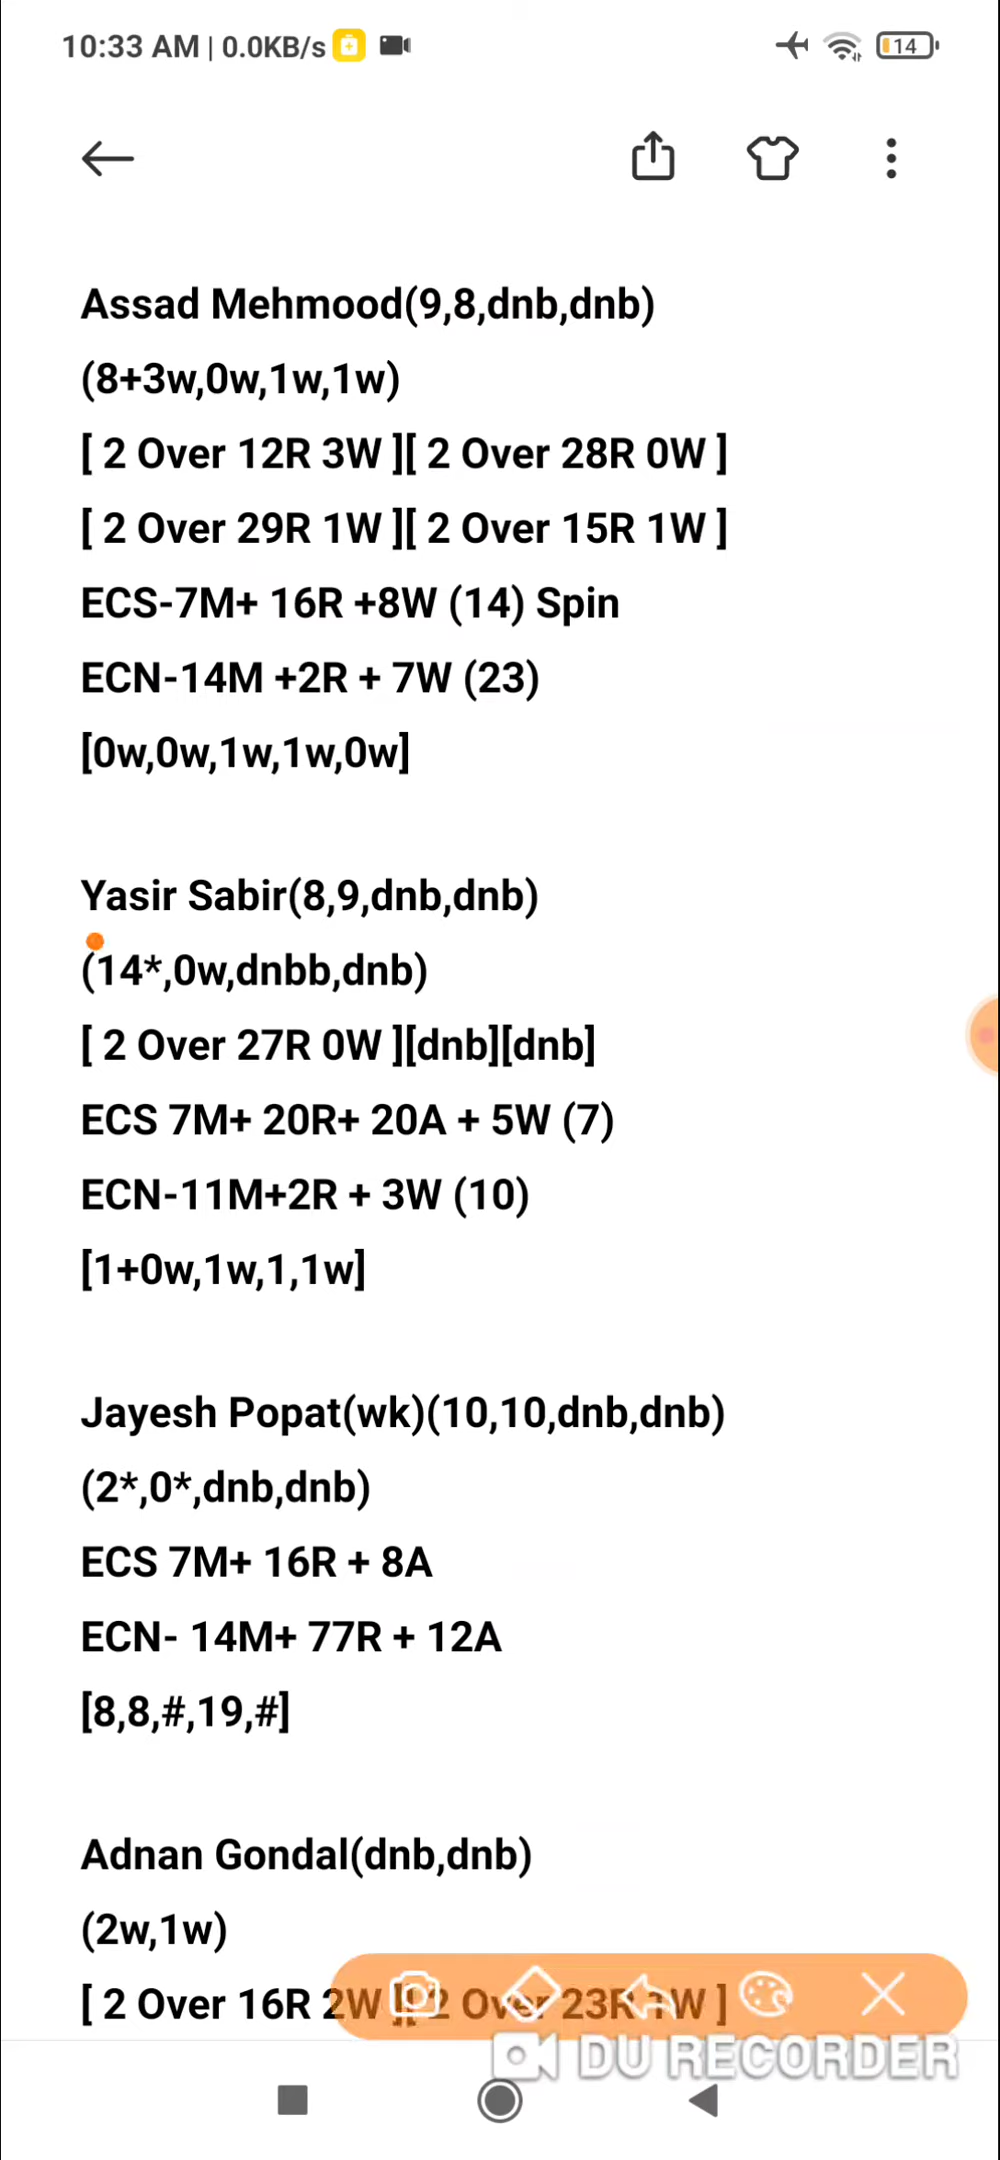 10:33 AM | 0.0KB/s
14
Assad Mehmood(9,8,dnb,dnb)
(8+3w,0w,1w,1w)
[ 2 Over 12R 3W ][ 2 Over 28R 0W ]
[ 2 Over 29R 1W ][ 2 Over 15R 1W ]
ECS-7M+ 16R +8W (14) Spin
ECN-14M +2R + 7W (23)
[0w,0w,1w,1w,0w]
Yasir Sabir(8,9,dnb,dnb)
(14*,0w,dnbb,dnb)
[ 2 Over 27R 0W ][dnb][dnb]
ECS 7M+ 20R+ 20A + 5W (7)
ECN-11M+2R + 3W (10)
[1+0w,1w,1,1w]
Jayesh Popat(wk)(10,10,dnb,dnb)
(2*,0*,dnb,dnb)
ECS 7M+ 16R + 8A
ECN- 14M+ 77R + 12A
[8,8,#,19,#]
Adnan Gondal(dnb,dnb)
(2w,1w)
[ 2 Over 16R 2W ][ 2 Over 23R 1W ]
DU RECORDER